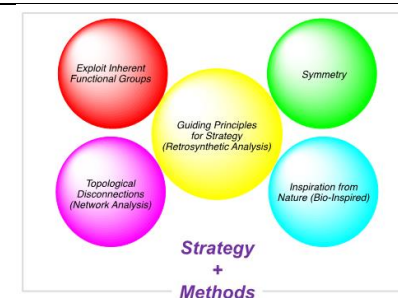 Exploit Inherent
Functional Groups
Symmetry
Guiding Principles
for Strategy
(Retrosynthetic Analysis)
Topological
Disconnections
(Network Analysis)
Inspiration from
Nature (Bio-Inspired)
Strategy
+
Methods